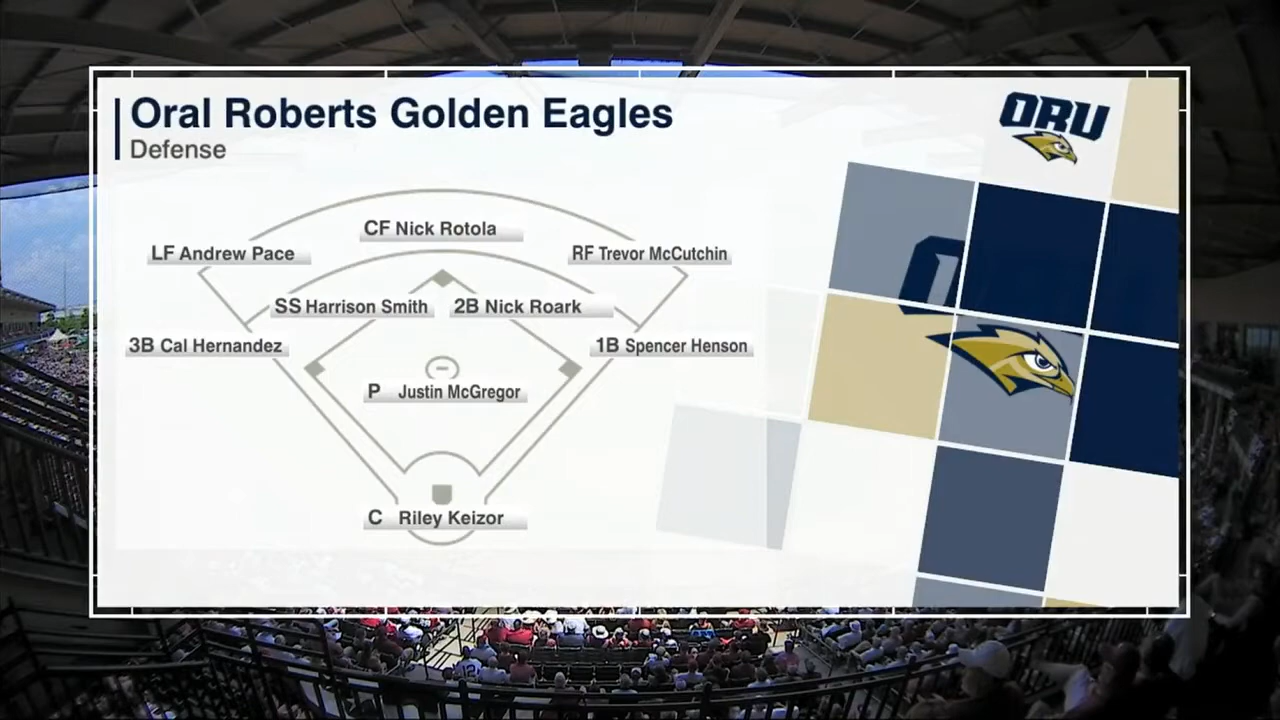 Oral Roberts Golden Eagles
Defense
ORU
CF Nick Rotola
LF Andrew Pace
RF Trevor McCutchin
SS Harrison Smith
2B Nick Roark
3B Cal Hernandez
1B Spencer Henson
P Justin McGregor
C Riley Keizor
12